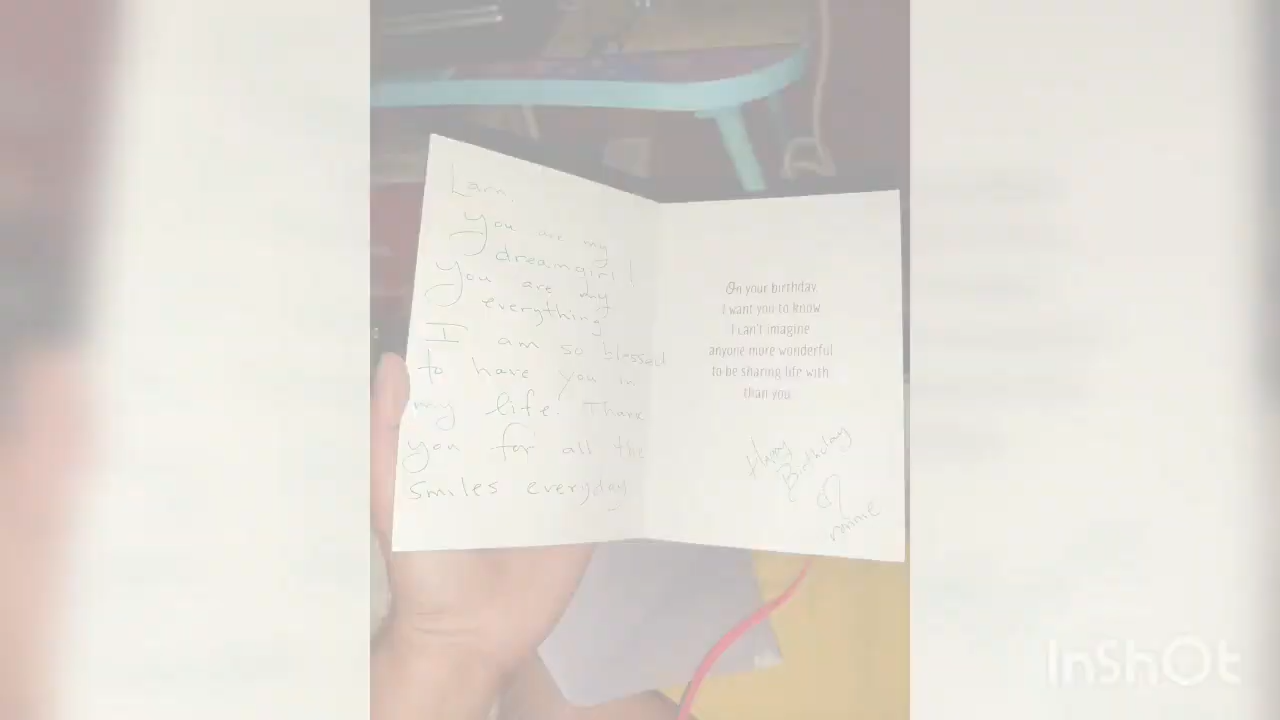 Lam,
You are my
dreamgirl!
You are my
everything
I am so blessed
to have you in
my life. Thank
you for all the
smiles everyday
On your birthday
I want you to know
I can't imagine
anyone more wonderful
to be sharing life with
than you.
Happy
Birthday
InShOt